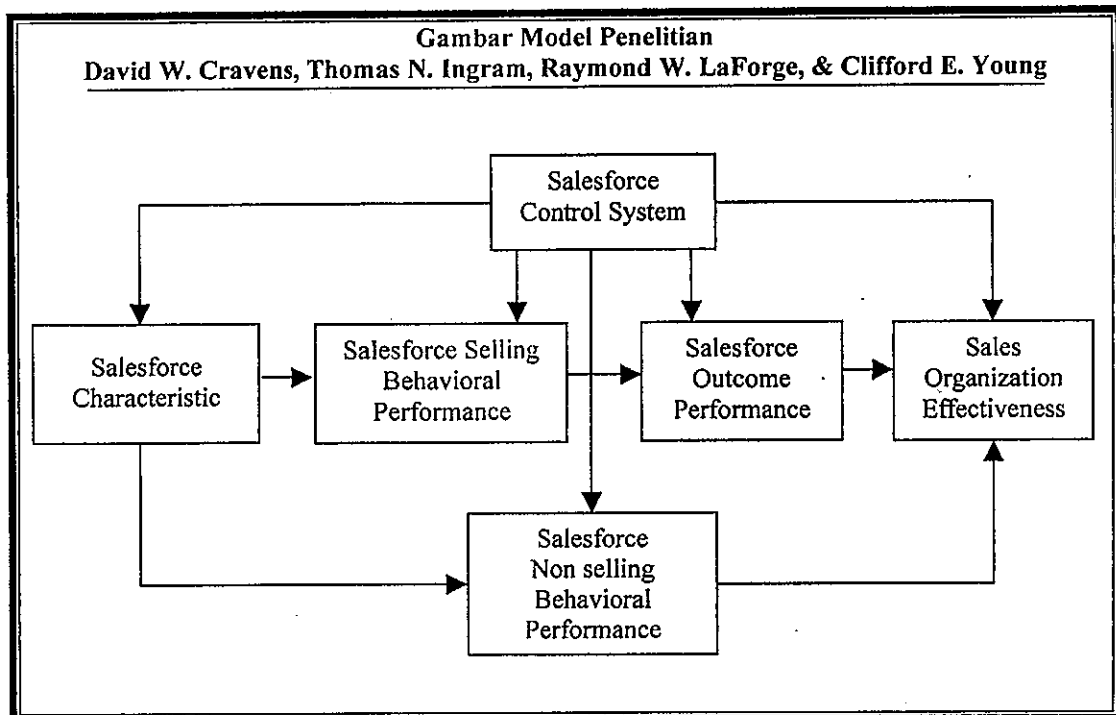 Gambar Model Penelitian
David W. Cravens, Thomas N. Ingram, Raymond W. LaForge, & Clifford E. Young
Salesforce
Control System
Salesforce
Characteristic
Salesforce Selling
Behavioral
Performance
Salesforce
Outcome
Performance
Sales
Organization
Effectiveness
Salesforce
Non selling
Behavioral
Performance